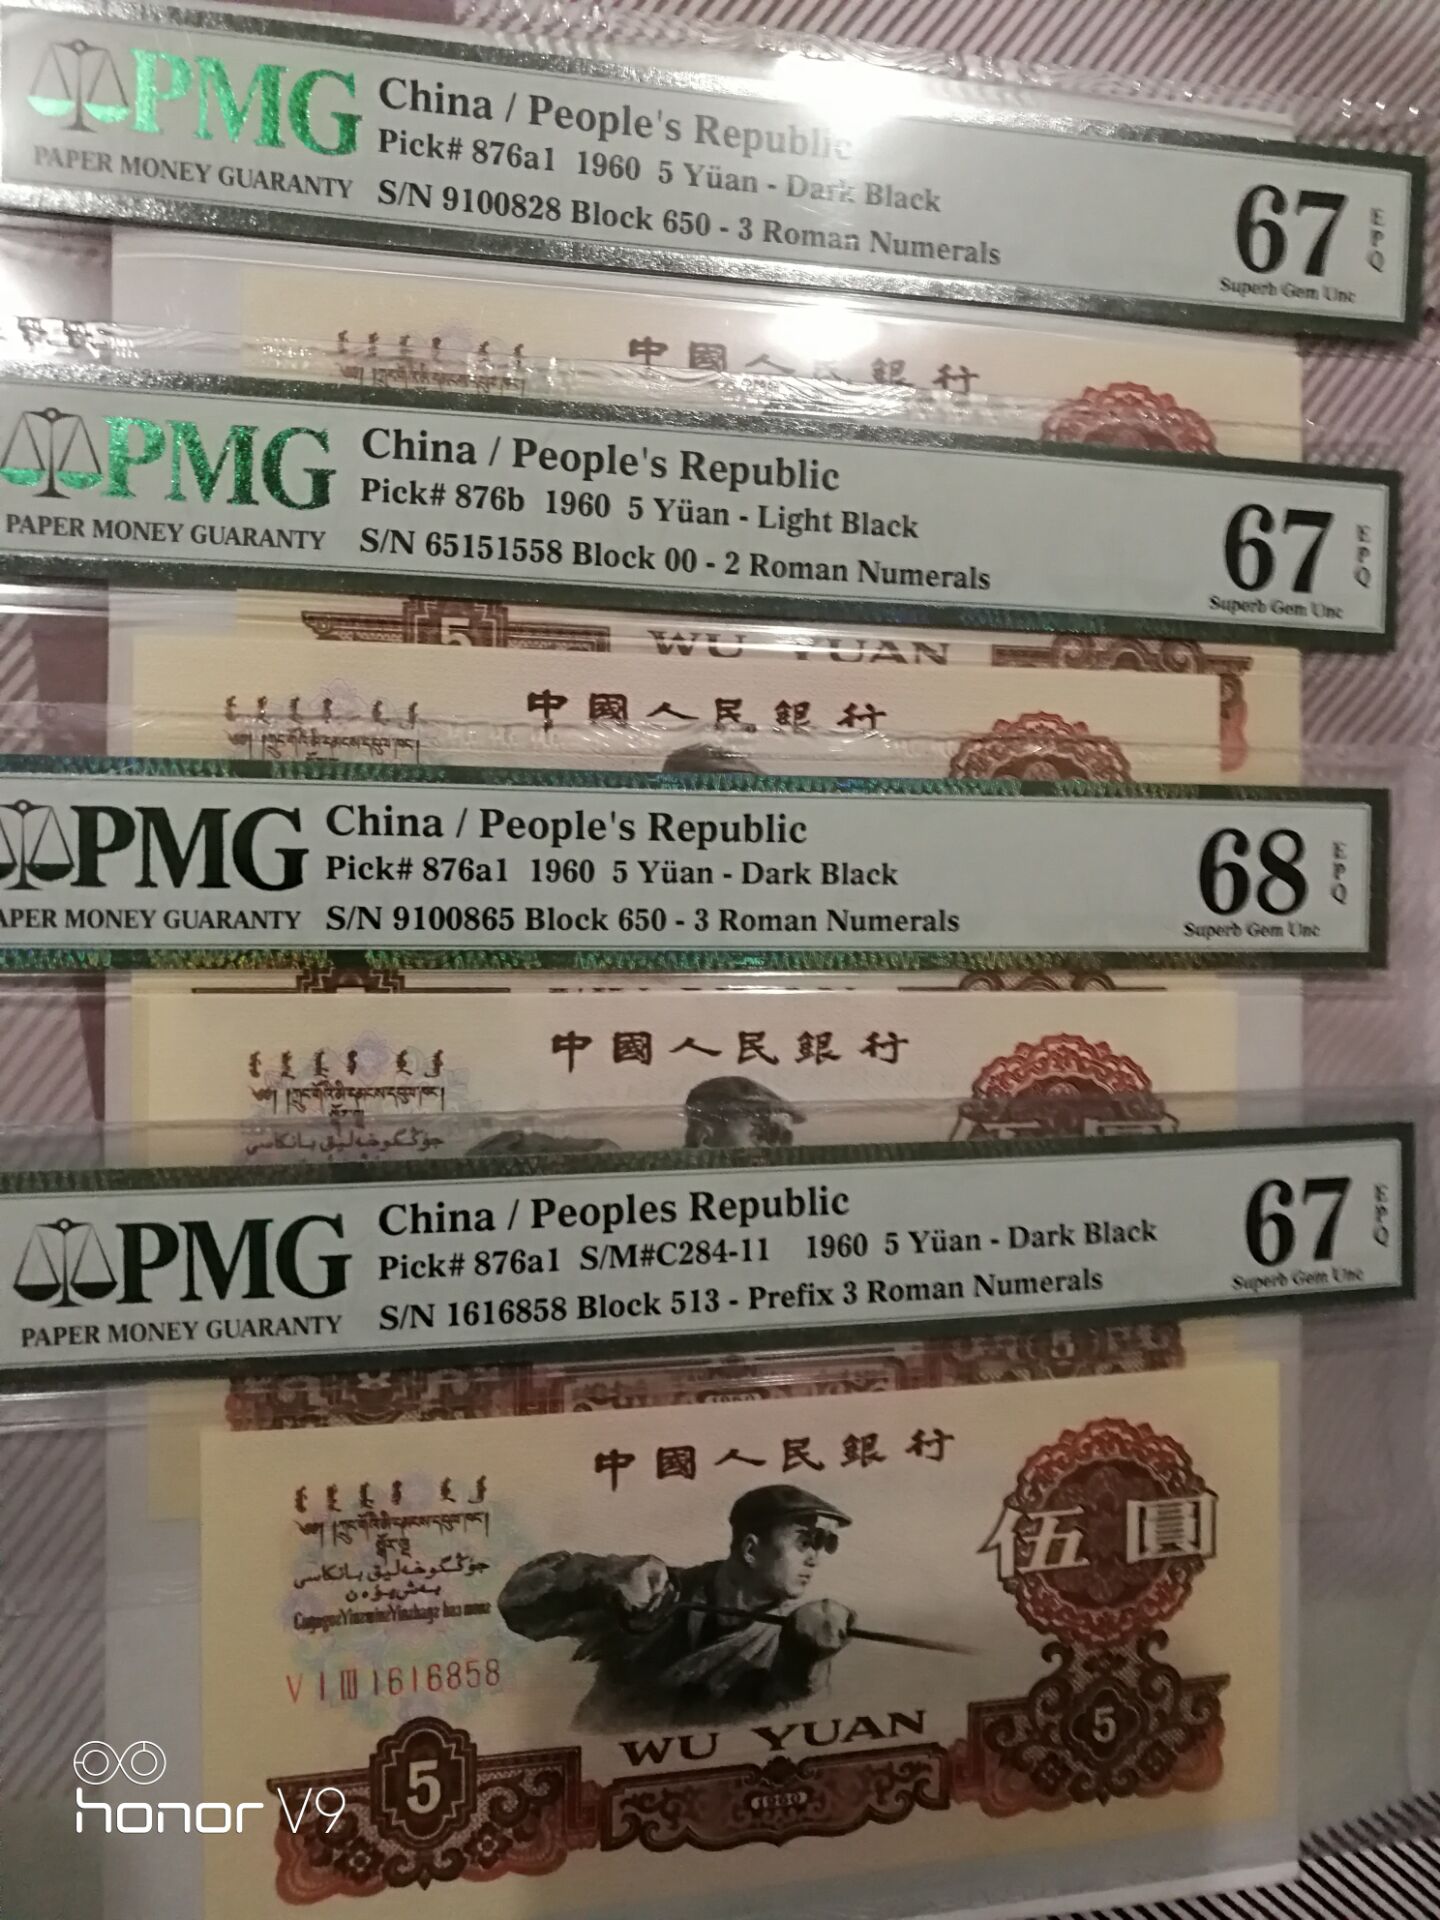 PMG
PAPER MONEY GUARANTY
China / People's Republic
Pick# 876a1 1960 5 Yüan - Dark Black
S/N 9100828 Block 650 - 3 Roman Numerals
67
EPQ
Superb Gem Unc
中國人民銀行
PMG
PAPER MONEY GUARANTY
China / People's Republic
Pick# 876b 1960 5 Yüan - Light Black
S/N 65151558 Block 00 - 2 Roman Numerals
67
EPQ
Superb Gem Unc
5
WU YUAN
中國人民銀行
PMG
APER MONEY GUARANTY
China / People's Republic
Pick# 876a1 1960 5 Yüan - Dark Black
S/N 9100865 Block 650 - 3 Roman Numerals
68
EPQ
Superb Gem Unc
中國人民銀行
PMG
PAPER MONEY GUARANTY
China / Peoples Republic
Pick# 876a1 S/M#C284-11 1960 5 Yüan - Dark Black
S/N 1616858 Block 513 - Prefix 3 Roman Numerals
67
EPQ
Superb Gem Unc
5
中國人民銀行
伍圓
V I III 1616858
WU YUAN
5
1960
5
honor V9